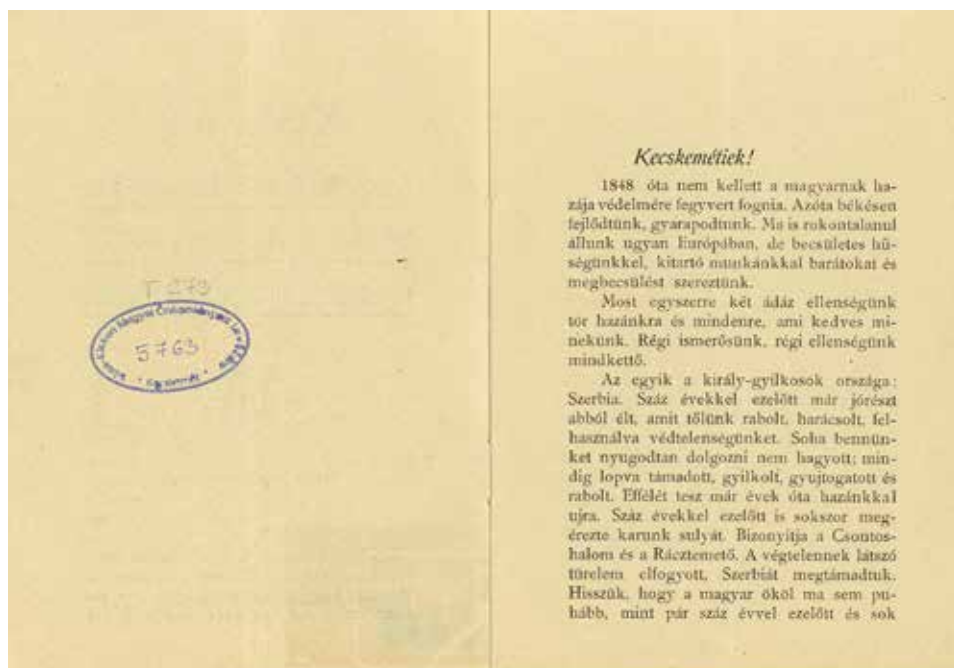 T 273
5763
Kecskemétiek!
1848 óta nem kellett a magyarnak ha-
zája védelmére fegyvert fognia. Azóta békésen
fejlődtünk, gyarapodtunk. Ma is rokontalanul
állunk ugyan Európában, de becsületes hű-
ségünkkel, kitartó munkánkkal barátokat és
megbecsülést szereztünk.
Most egyszerre két ádáz ellenségünk
tör hazánkra és mindenre, ami kedves mi-
nekünk. Régi ismerősünk, régi ellenségünk
mindkettő.
Az egyik a király-gyilkosok országa:
Szerbia. Száz évekkel ezelőtt már jórészt
abból élt, amit tőlünk rabolt, harácsolt, fel-
használva védtelenségünket. Soha bennün-
ket nyugodtan dolgozni nem hagyott; min-
dig lopva támadott, gyilkolt, gyujtogatott és
rabolt. Effélét tesz már évek óta hazánkkal
ujra. Száz évekkel ezelőtt is sokszor meg-
érezte karunk sulyát. Bizonyítja a Csontos-
halom és a Rácztemető. A végtelennek látszó
türelem elfogyott, Szerbiát megtámadtuk.
Hisszük, hogy a magyar ököl ma sem pu-
hább, mint pár száz évvel ezelőtt és sok